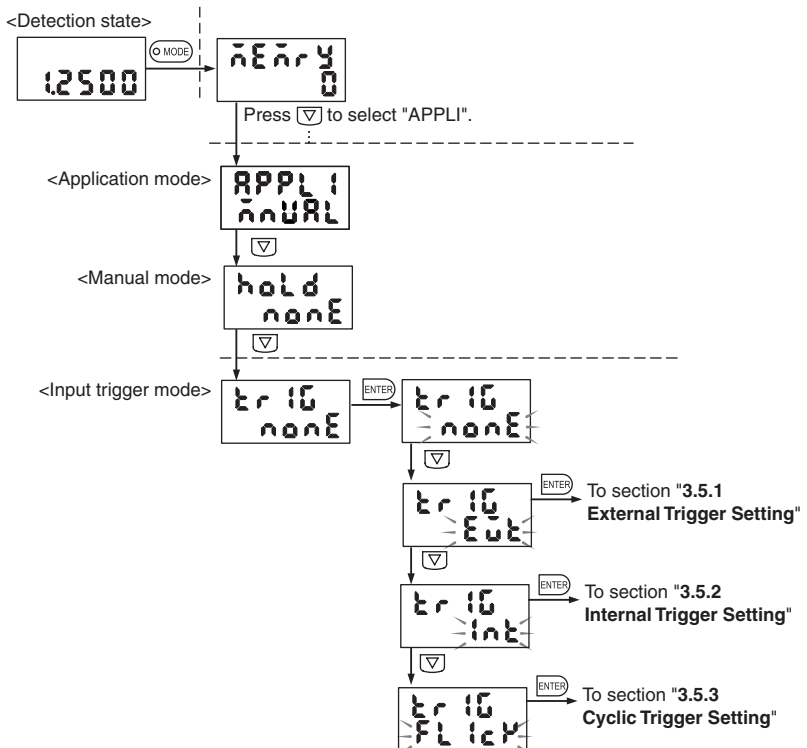 <Detection state>
1.2500
MODE
MEMRY
0
Press ▽ to select "APPLI".
<Application mode>
APPLI
MnUAL
▽
<Manual mode>
hoLd
nonE
▽
<Input trigger mode>
trIG
nonE
ENTER
trIG
nonE
▽
trIG
EXt
ENTER
To section "3.5.1
External Trigger Setting"
▽
trIG
Int
ENTER
To section "3.5.2
Internal Trigger Setting"
▽
trIG
FLIcK
ENTER
To section "3.5.3
Cyclic Trigger Setting"